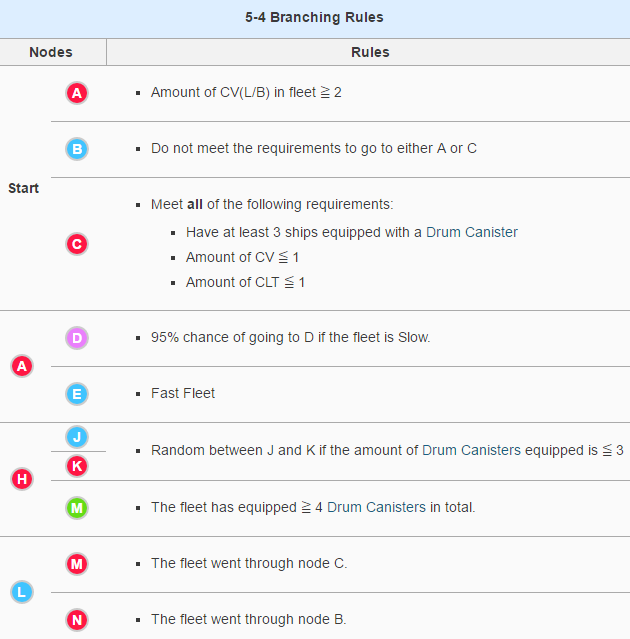 5-4 Branching Rules
Nodes Rules
A ▪ Amount of CV(L/B) in fleet ≧ 2
B ▪ Do not meet the requirements to go to either A or C
Start
▪ Meet all of the following requirements:
C ▪ Have at least 3 ships equipped with a Drum Canister
▪ Amount of CV ≦ 1
▪ Amount of CLT ≦ 1
D ▪ 95% chance of going to D if the fleet is Slow.
A
E ▪ Fast Fleet
J
▪ Random between J and K if the amount of Drum Canisters equipped is ≦ 3
K
H
M ▪ The fleet has equipped ≧ 4 Drum Canisters in total.
M ▪ The fleet went through node C.
L
N ▪ The fleet went through node B.